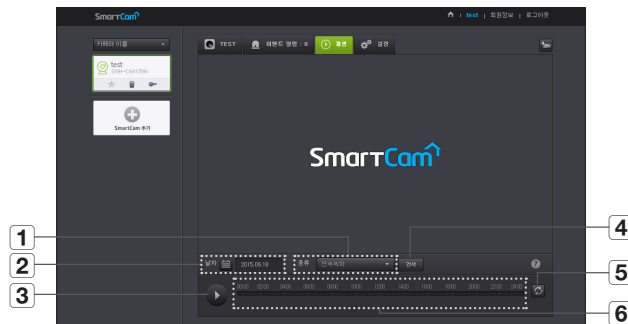 SmartCam
test | 회원정보 | 로그아웃
카메라 이름
TEST
이벤트 알림 : 0
재생
설정
test
SNH-C6417BN
SmartCam 추가
SmartCam
1
2
3
4
5
6
날짜
2015.09.19
종류
연속녹화
검색
?
00:00 02:00 04:00 06:00 08:00 10:00 12:00 14:00 16:00 18:00 20:00 22:00 24:00